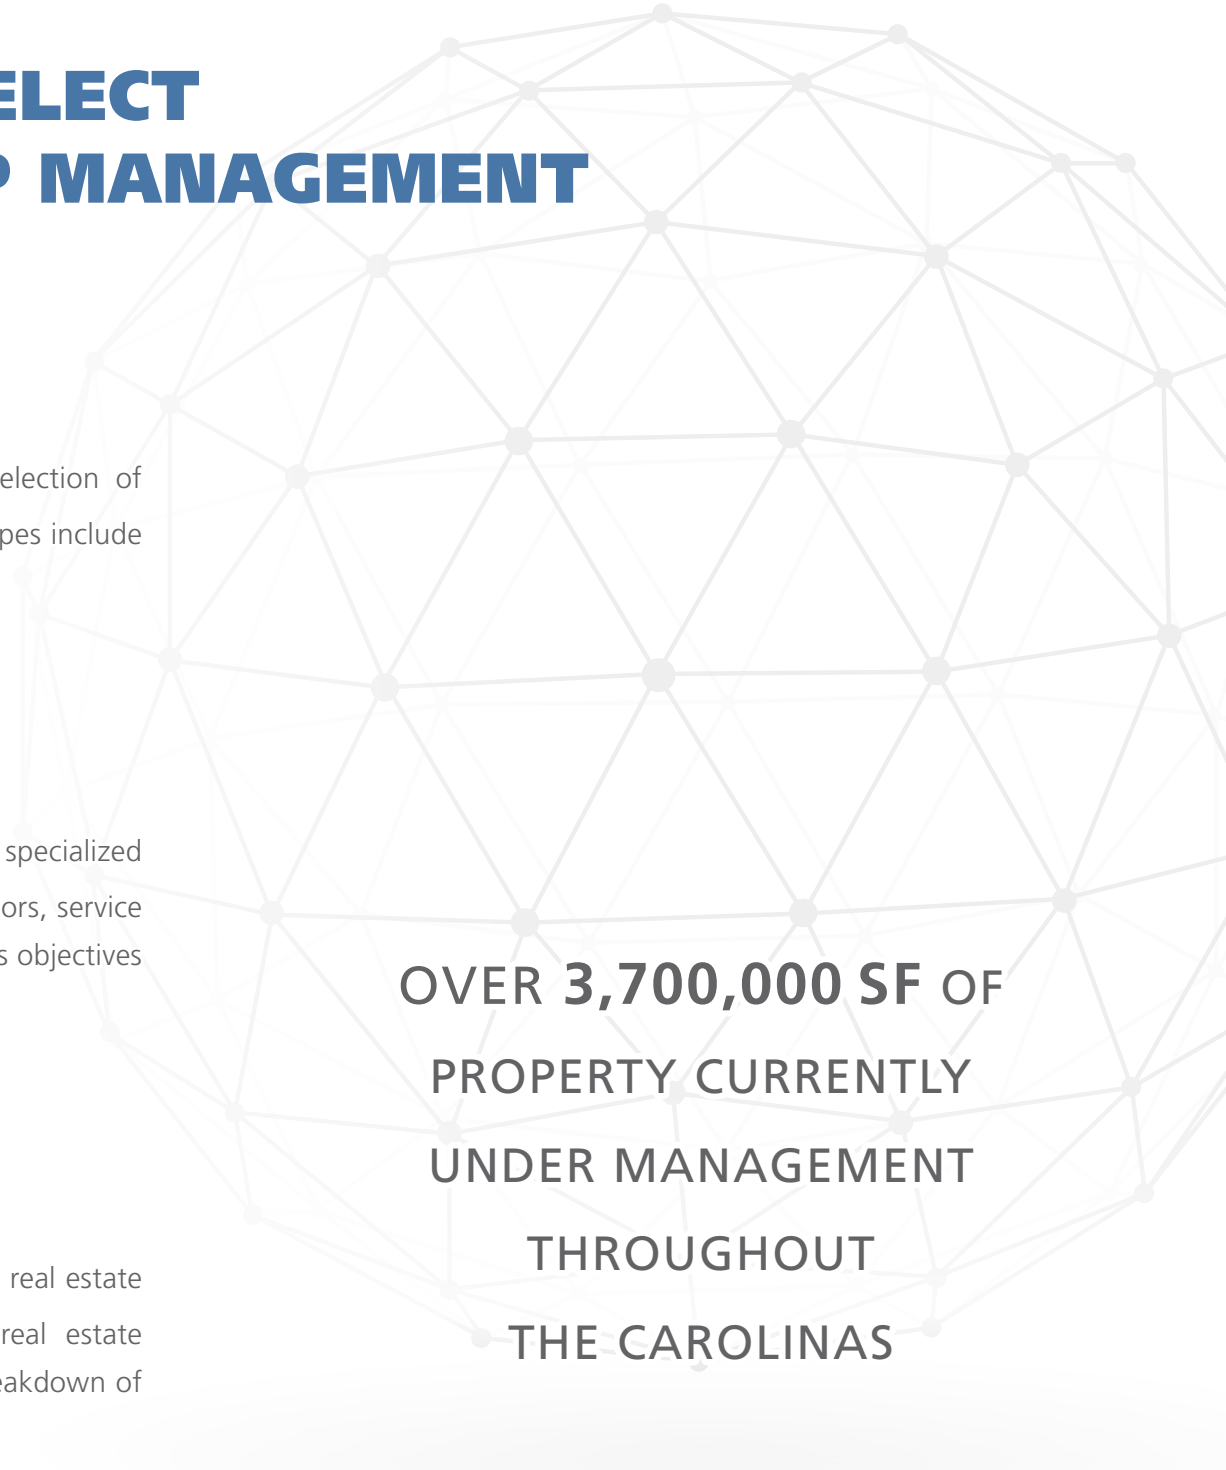 ELECT
P MANAGEMENT
election of
pes include
specialized
ors, service
s objectives
real estate
real estate
eakdown of
OVER 3,700,000 SF OF
PROPERTY CURRENTLY
UNDER MANAGEMENT
THROUGHOUT
THE CAROLINAS